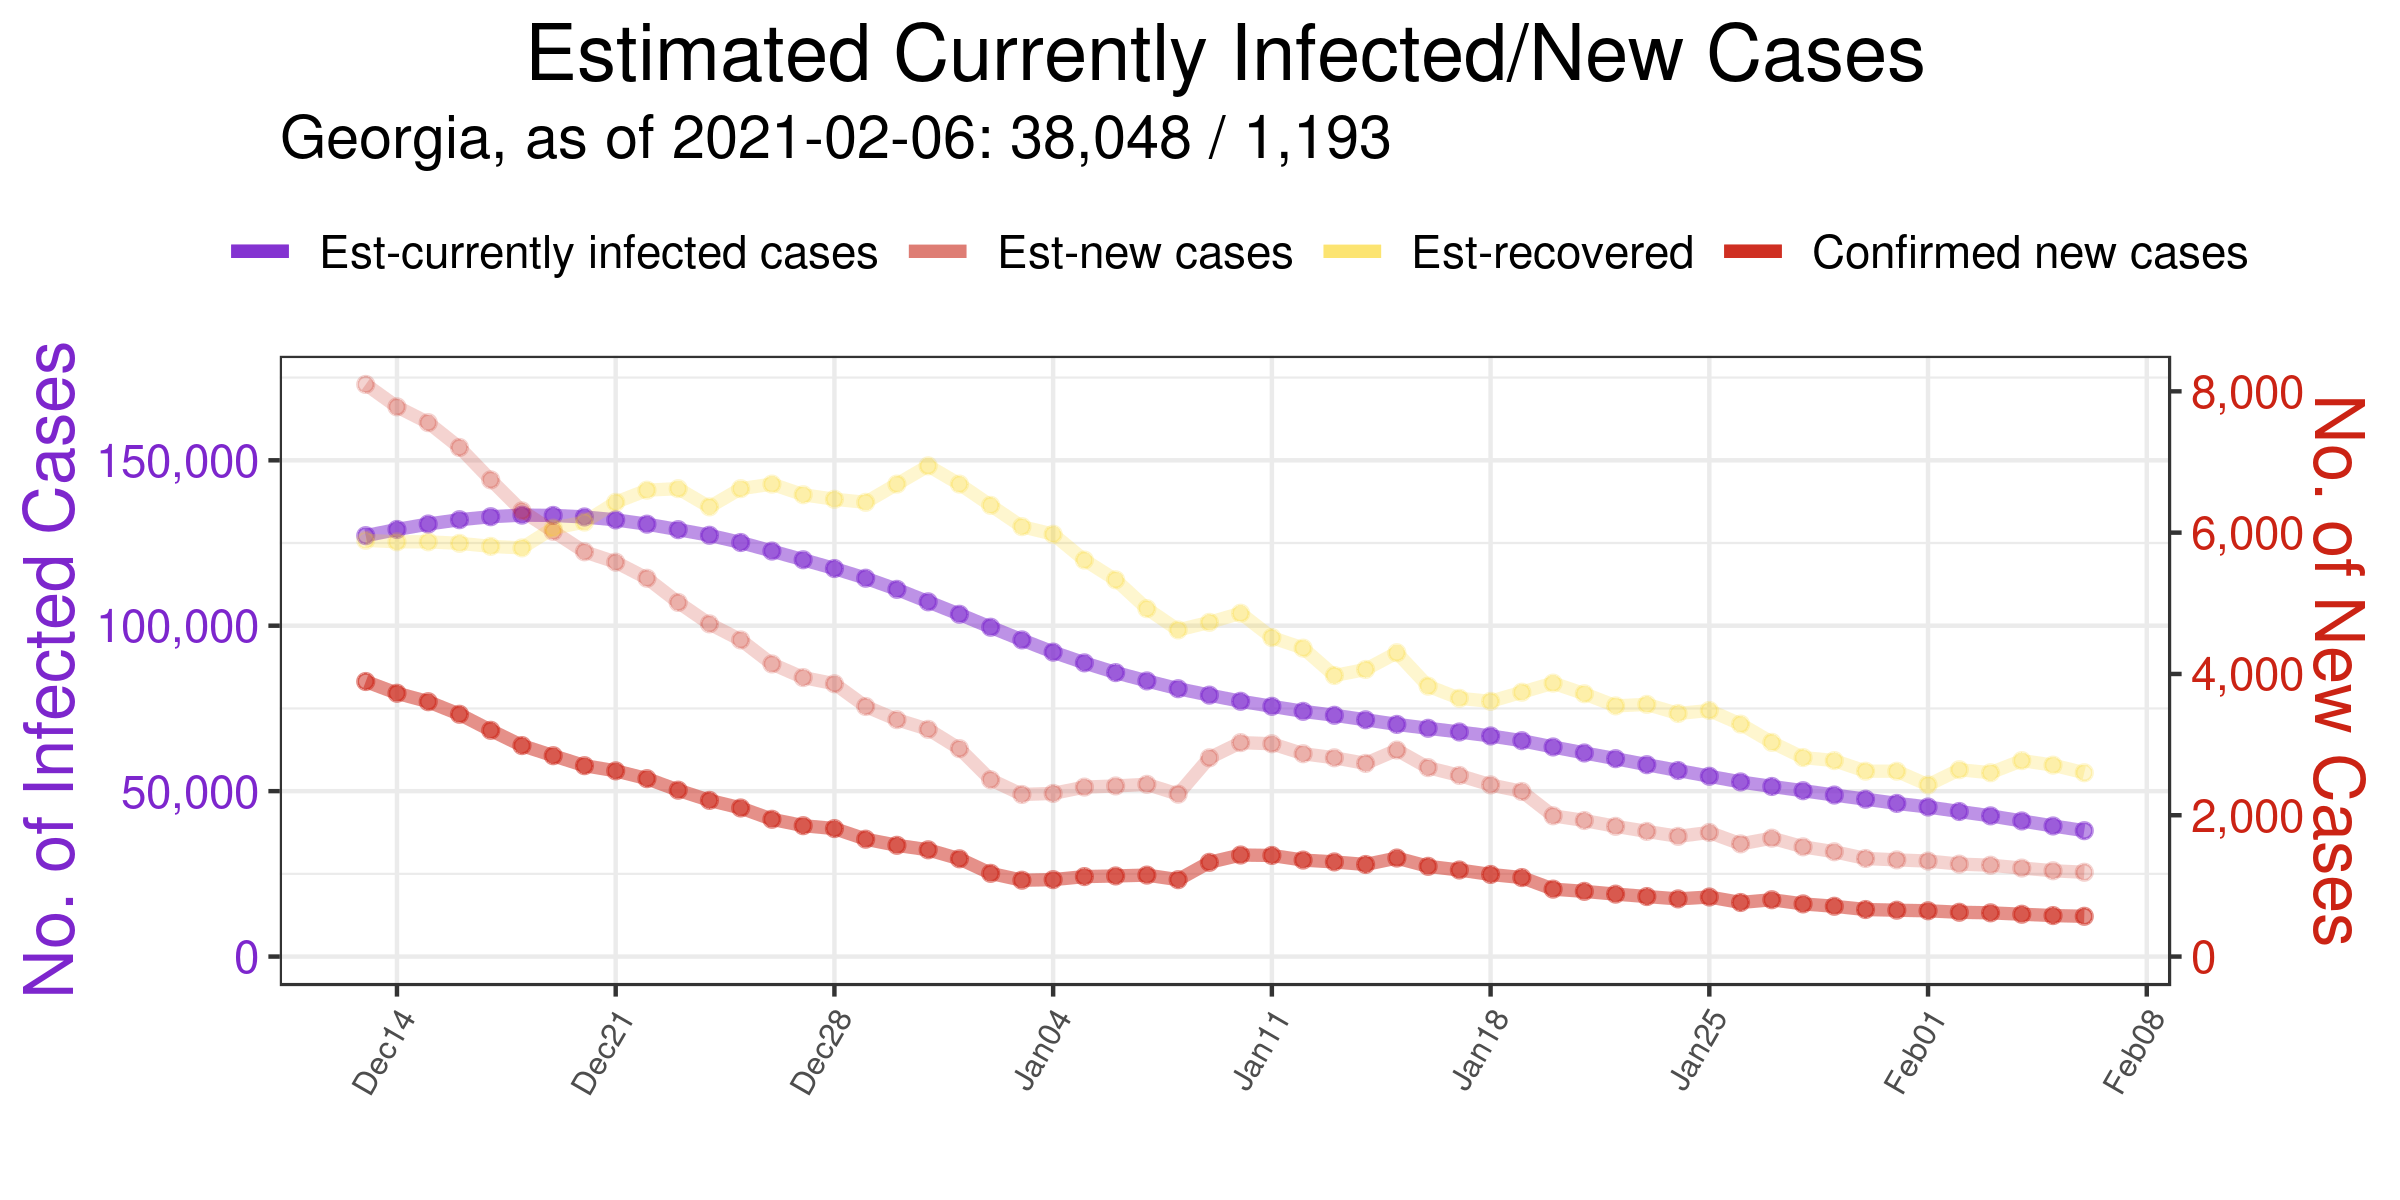 Estimated Currently Infected/New Cases
Georgia, as of 2021-02-06: 38,048 / 1,193
Est-currently infected cases Est-new cases Est-recovered Confirmed new cases
No. of Infected Cases
150,000
100,000
50,000
0
8,000
6,000
4,000
2,000
0
No. of New Cases
Dec14 Dec21 Dec28 Jan04 Jan11 Jan18 Jan25 Feb01 Feb08